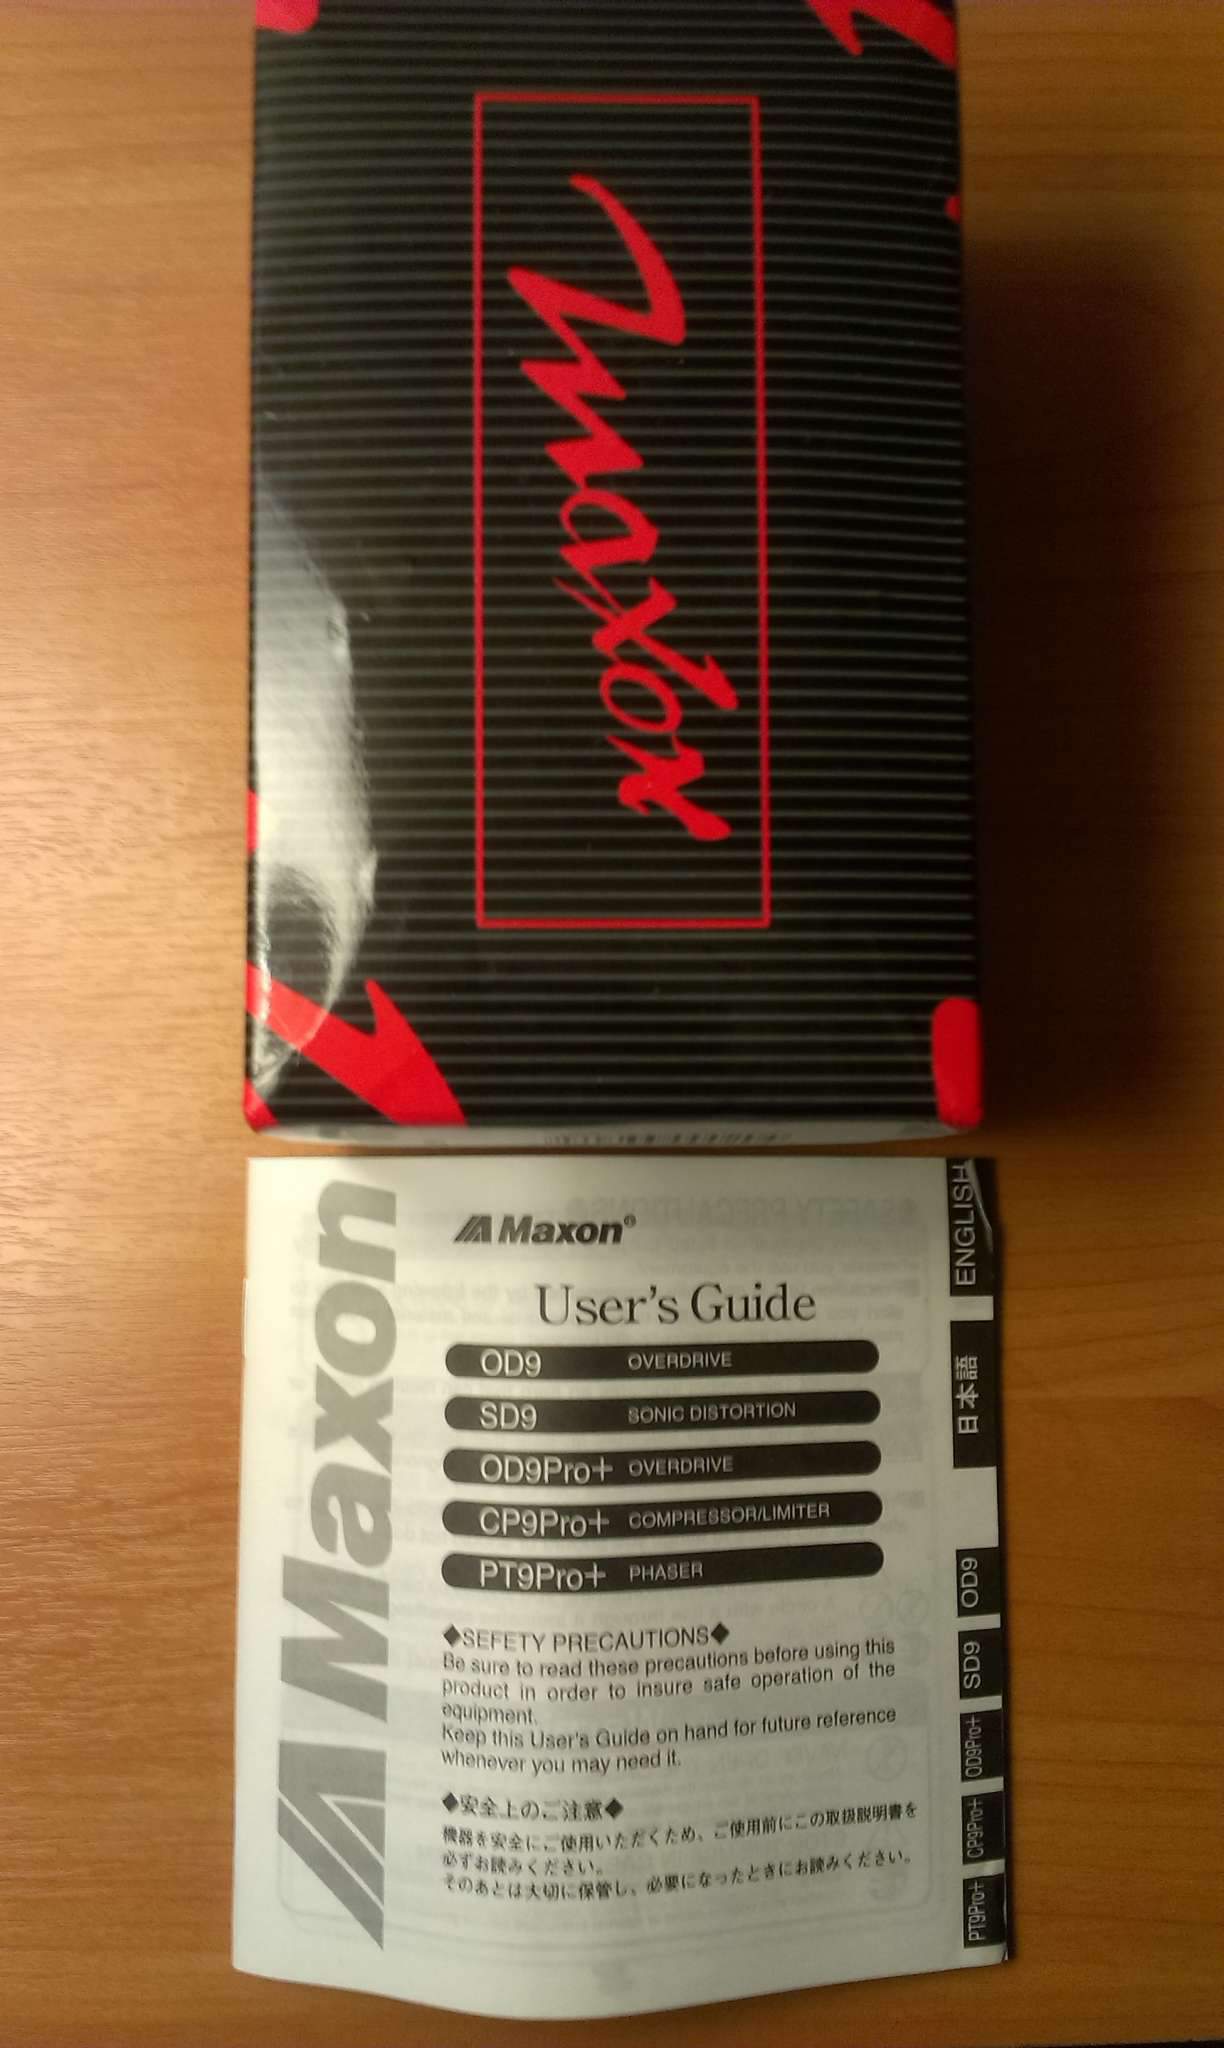 Maxon
Maxon
Maxon®
User's Guide
OD9 OVERDRIVE
SD9 SONIC DISTORTION
OD9Pro+ OVERDRIVE
CP9Pro+ COMPRESSOR/LIMITER
PT9Pro+ PHASER
◆SEFETY PRECAUTIONS◆
Be sure to read these precautions before using this
product in order to insure safe operation of the
equipment.
Keep this User's Guide on hand for future reference
whenever you may need it.
◆安全上のご注意◆
機器を安全にご使用いただくため、ご使用前にこの取扱説明書を
必ずお読みください。
そのあとは大切に保管し、必要になったときにお読みください。
ENGLISH
日本語
OD9
SD9
OD9Pro+
CP9Pro+
PT9Pro+